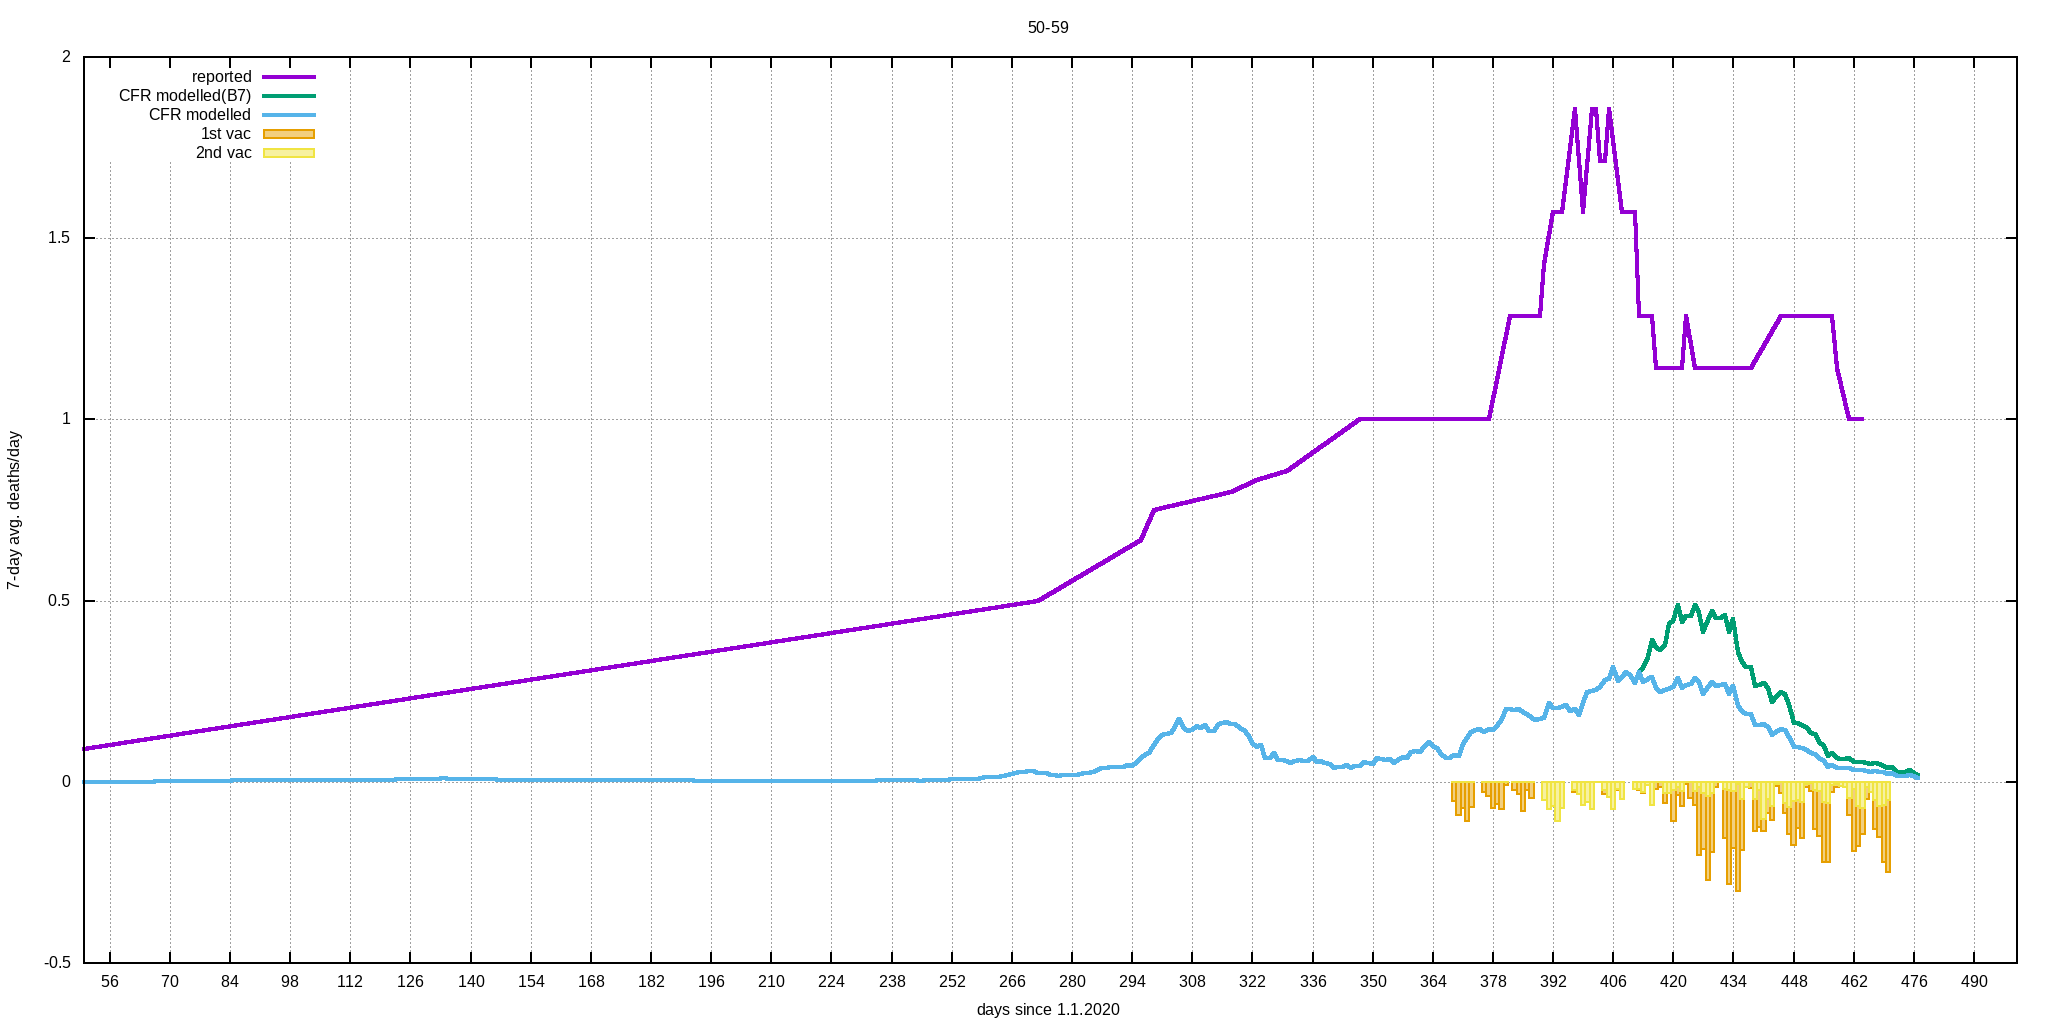 50-59
2
1.5
1
0.5
0
-0.5
reported
CFR modelled(B7)
CFR modelled
1st vac
2nd vac
7-day avg. deaths/day
56 70 84 98 112 126 140 154 168 182 196 210 224 238 252 266 280 294 308 322 336 350 364 378 392 406 420 434 448 462 476 490
days since 1.1.2020